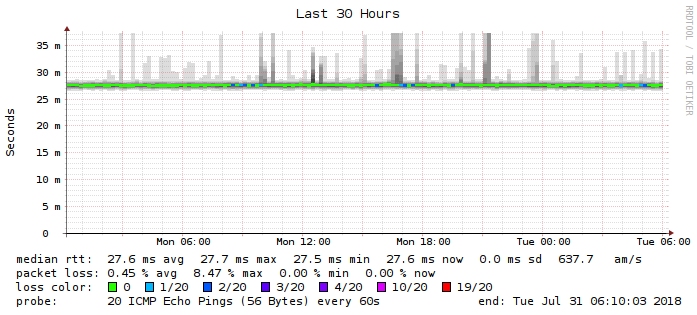 Last 30 Hours
RRDTOOL / TOBI OETIKER
Seconds
35 m
30 m
25 m
20 m
15 m
10 m
5 m
0
Mon 06:00 Mon 12:00 Mon 18:00 Tue 00:00 Tue 06:00
median rtt: 27.6 ms avg 27.7 ms max 27.5 ms min 27.6 ms now 0.0 ms sd 637.7 am/s
packet loss: 0.45 % avg 8.47 % max 0.00 % min 0.00 % now
loss color: 0 1/20 2/20 3/20 4/20 10/20 19/20
probe: 20 ICMP Echo Pings (56 Bytes) every 60s end: Tue Jul 31 06:10:03 2018